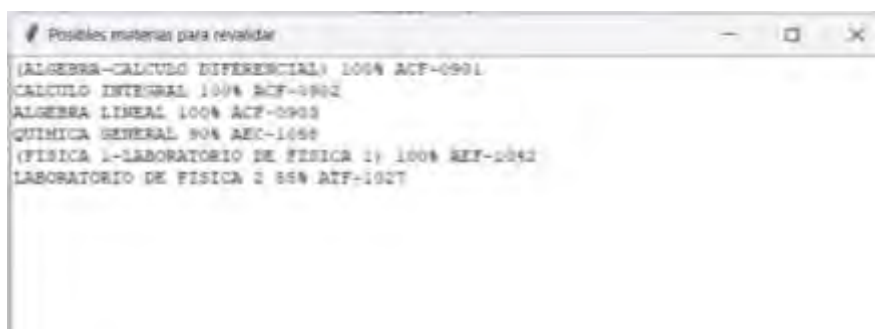 Posibles materias para revalidar
(ALGEBRA-CALCULO DIFERENCIAL) 100% ACF-0901
CALCULO INTEGRAL 100% ACF-0902
ALGEBRA LINEAL 100% ACF-0903
QUIMICA GENERAL 90% AEC-1058
(FISICA 1-LABORATORIO DE FISICA 1) 100% AEF-1042
LABORATORIO DE FISICA 2 ATF-1027